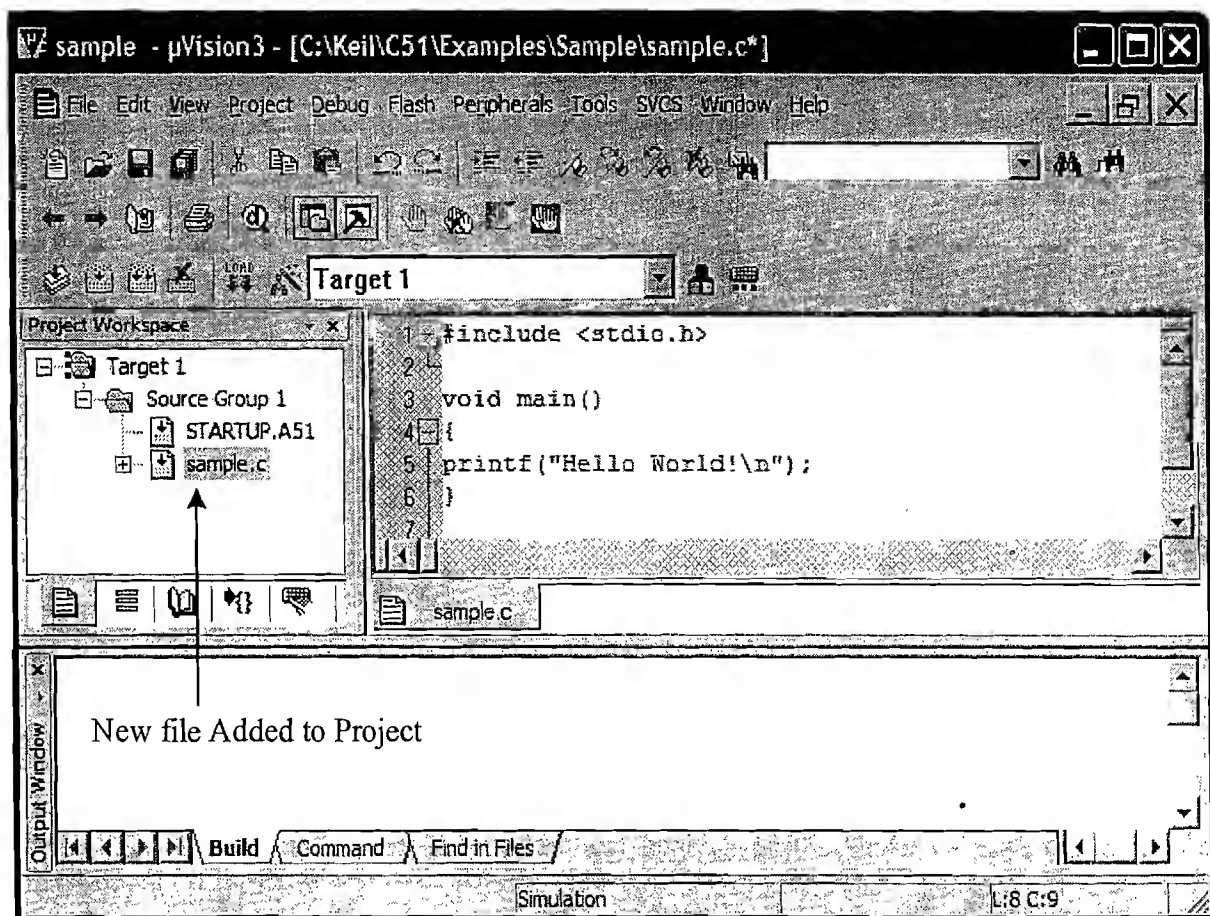 sample - µVision3 - [C:\Keil\C51\Examples\Sample\sample.c*]
File Edit View Project Debug Flash Peripherals Tools SVCS Window Help
LOAD
Target 1
Project Workspace
Target 1
Source Group 1
STARTUP.A51
sample.c
1 #include <stdio.h>
2
3 void main()
4 {
5 printf("Hello World!\n");
6 }
7
sample.c
New file Added to Project
Output Window
Build Command Find in Files
Simulation L:8 C:9